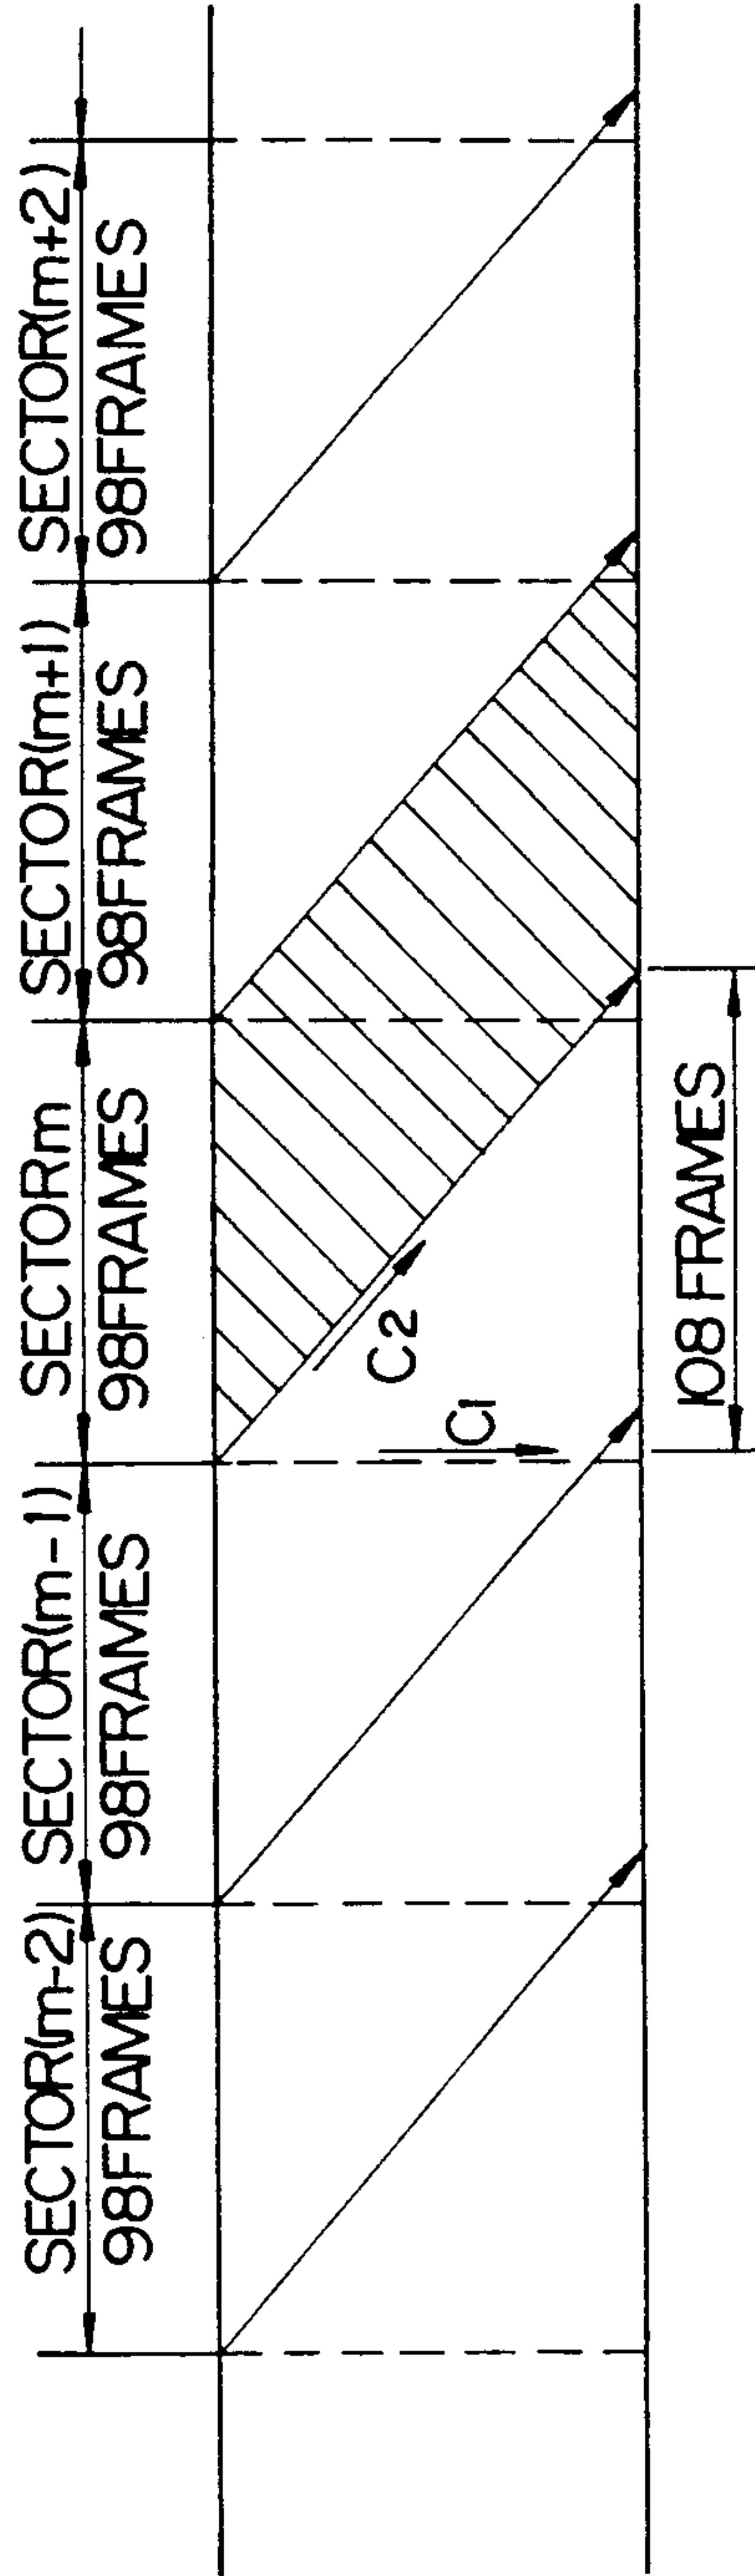 SECTOR(m-2)
98FRAMES
SECTOR(m-1)
98FRAMES
SECTORm
98FRAMES
SECTOR(m+1)
98FRAMES
SECTOR(m+2)
98FRAMES
C2
C1
108 FRAMES